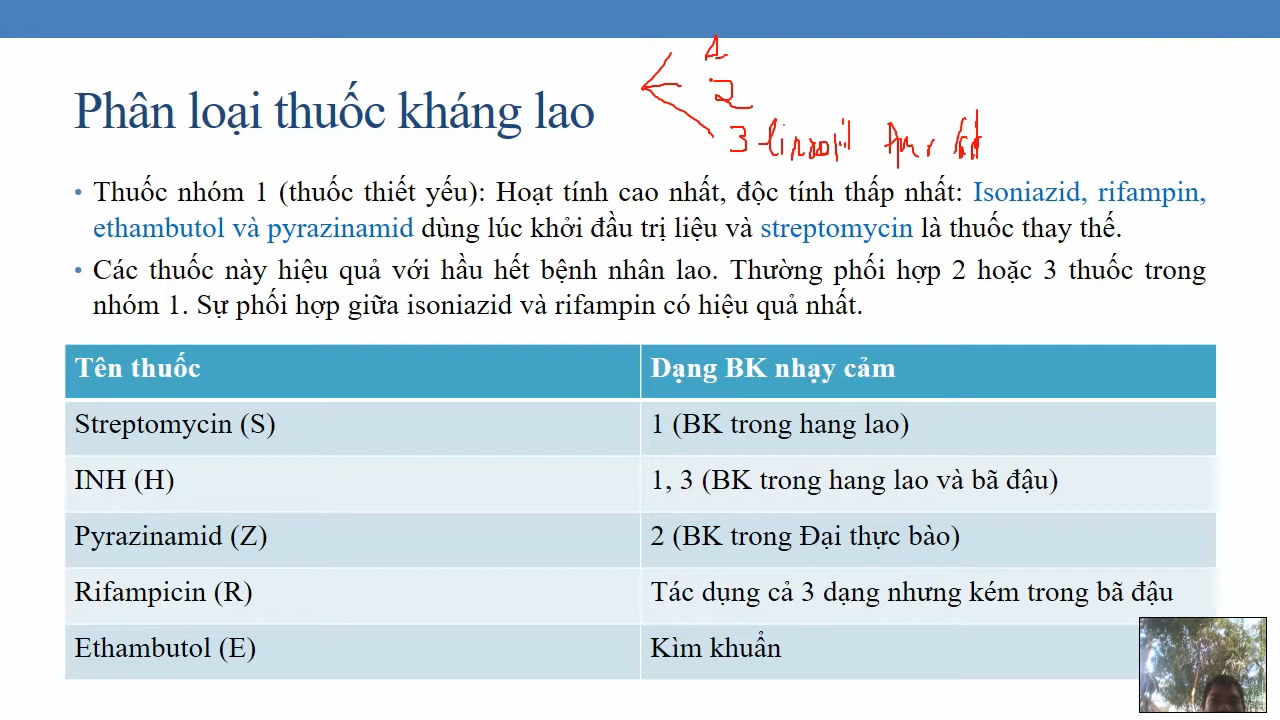 Phân loại thuốc kháng lao
1
2
3
• Thuốc nhóm 1 (thuốc thiết yếu): Hoạt tính cao nhất, độc tính thấp nhất: Isoniazid, rifampin,
ethambutol và pyrazinamid dùng lúc khởi đầu trị liệu và streptomycin là thuốc thay thế.
• Các thuốc này hiệu quả với hầu hết bệnh nhân lao. Thường phối hợp 2 hoặc 3 thuốc trong
nhóm 1. Sự phối hợp giữa isoniazid và rifampin có hiệu quả nhất.
Tên thuốc Dạng BK nhạy cảm
Streptomycin (S) 1 (BK trong hang lao)
INH (H) 1, 3 (BK trong hang lao và bã đậu)
Pyrazinamid (Z) 2 (BK trong Đại thực bào)
Rifampicin (R) Tác dụng cả 3 dạng nhưng kém trong bã đậu
Ethambutol (E) Kìm khuẩn